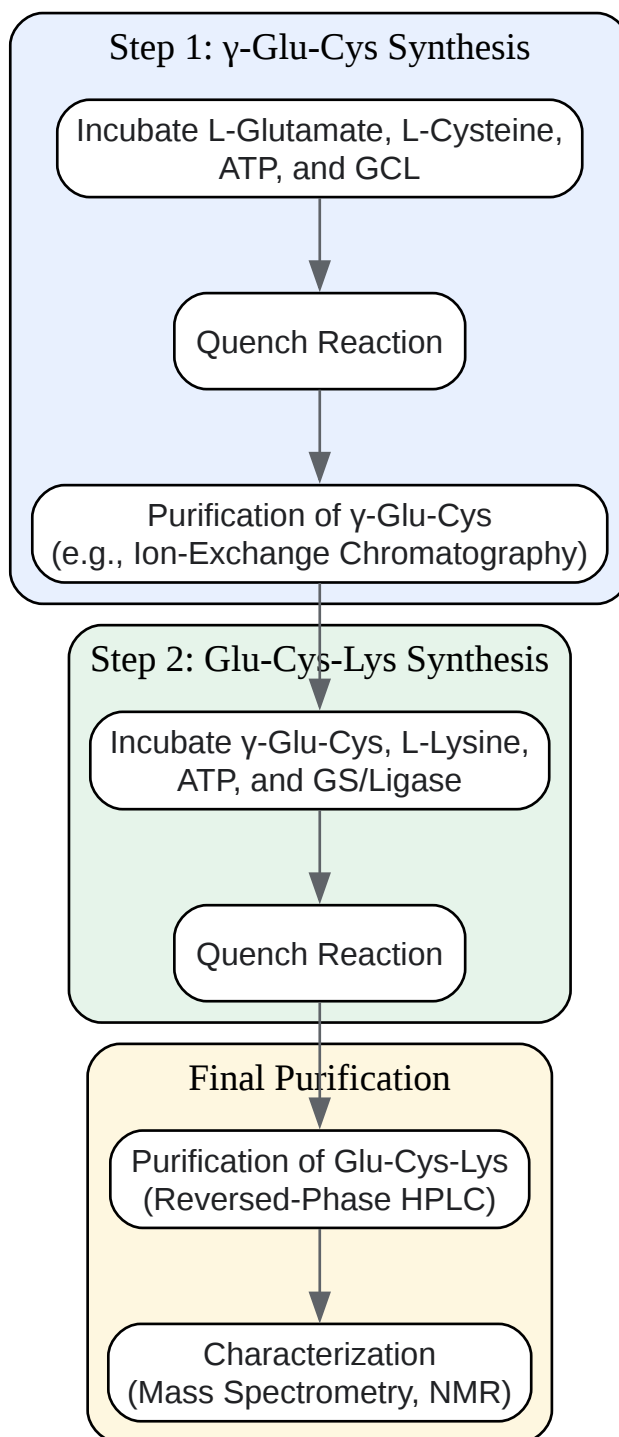 Step 1: γ-Glu-Cys Synthesis
Incubate L-Glutamate, L-Cysteine,
ATP, and GCL
Quench Reaction
Purification of γ-Glu-Cys
(e.g., Ion-Exchange Chromatography)
Step 2: Glu-Cys-Lys Synthesis
Incubate γ-Glu-Cys, L-Lysine,
ATP, and GS/Ligase
Quench Reaction
Final Purification
Purification of Glu-Cys-Lys
(Reversed-Phase HPLC)
Characterization
(Mass Spectrometry, NMR)